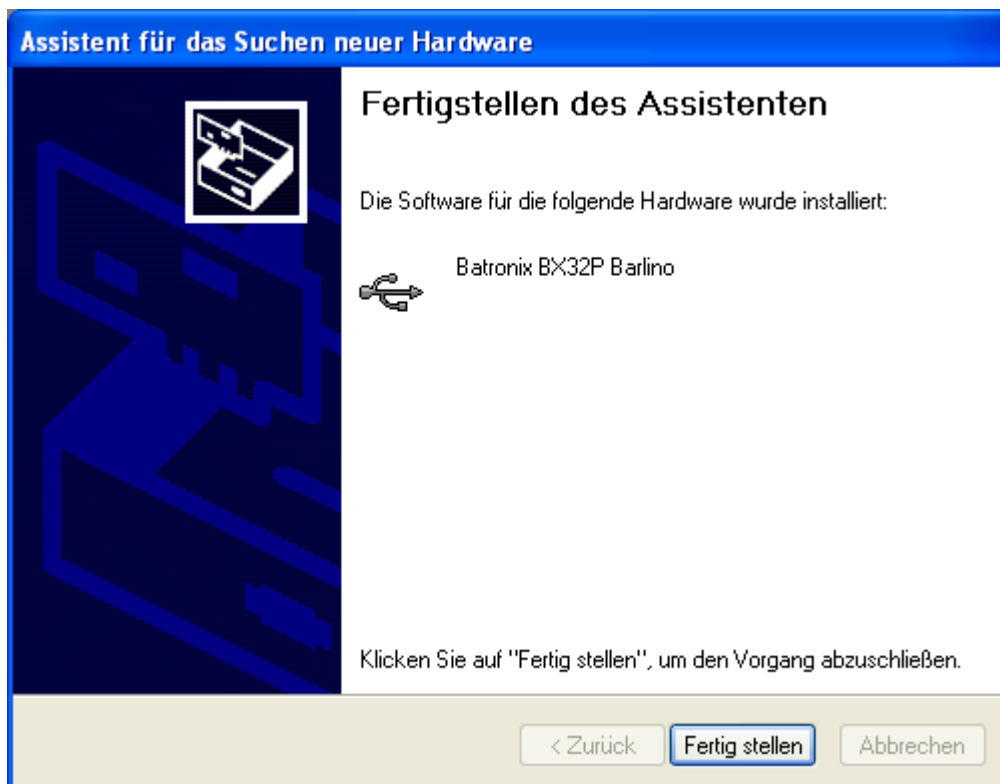 Assistent für das Suchen neuer Hardware
Fertigstellen des Assistenten
Die Software für die folgende Hardware wurde installiert:
Batronix BX32P Barlino
Klicken Sie auf "Fertig stellen", um den Vorgang abzuschließen.
< Zurück Fertig stellen Abbrechen